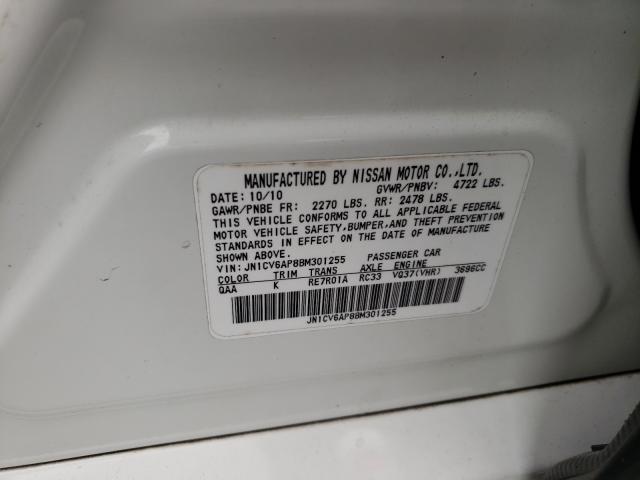 MANUFACTURED BY NISSAN MOTOR CO.,LTD.
DATE: 10/10 GVWR/PNBV: 4722 LBS.
GAWR/PNBE FR: 2270 LBS. RR: 2478 LBS.
THIS VEHICLE CONFORMS TO ALL APPLICABLE FEDERAL
MOTOR VEHICLE SAFETY,BUMPER,AND THEFT PREVENTION
STANDARDS IN EFFECT ON THE DATE OF MANUFACTURE
SHOWN ABOVE.
VIN: JN1CV6AP8BM301255 PASSENGER CAR
COLOR TRIM TRANS AXLE ENGINE
QAA K RE7R01A RC33 VQ37(VHR) 3696CC
JN1CV6AP8BM301255